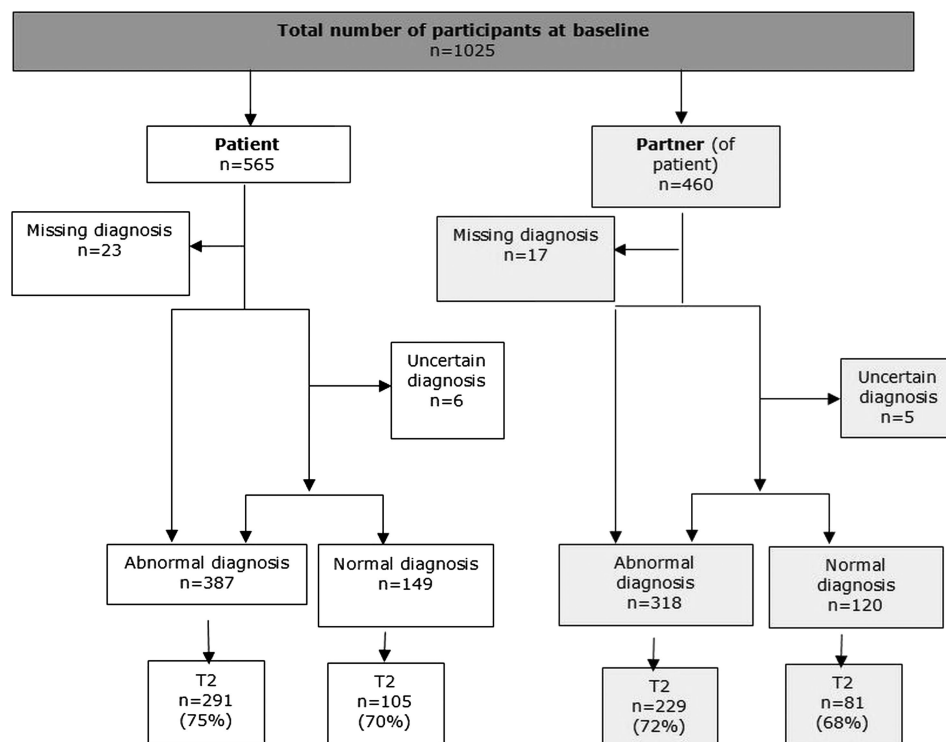 Total number of participants at baseline
n=1025
Patient
n=565
Partner (of
patient)
n=460
Missing diagnosis
n=23
Missing diagnosis
n=17
Uncertain
diagnosis
n=6
Uncertain
diagnosis
n=5
Abnormal diagnosis
n=387
Normal diagnosis
n=149
Abnormal
diagnosis
n=318
Normal
diagnosis
n=120
T2
n=291
(75%)
T2
n=105
(70%)
T2
n=229
(72%)
T2
n=81
(68%)